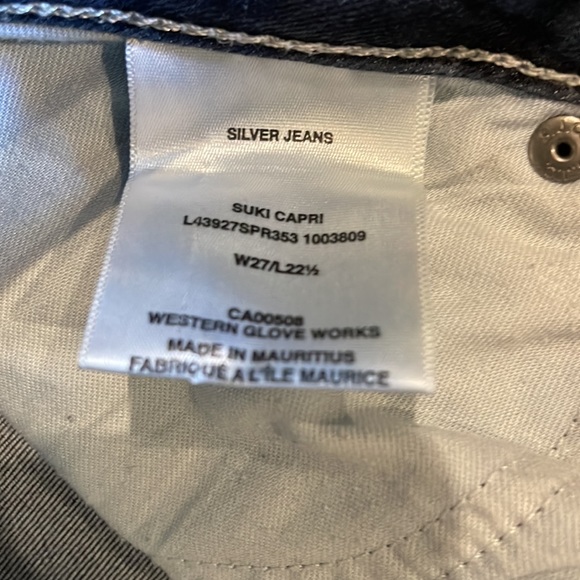 SILVER JEANS
SUKI CAPRI
L43927SPR353 1003809
W27/L22½
CA00508
WESTERN GLOVE WORKS
MADE IN MAURITIUS
FABRIQUÉ A L'ÎLE MAURICE